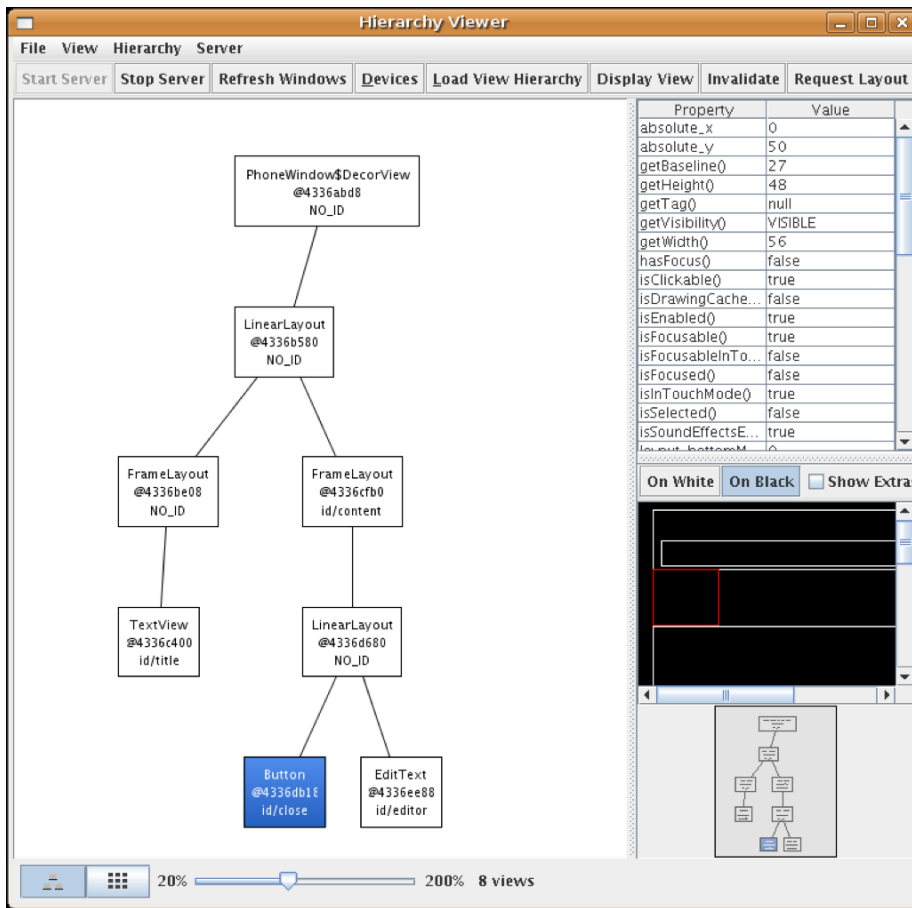 Hierarchy Viewer
File View Hierarchy Server
Start Server Stop Server Refresh Windows Devices Load View Hierarchy Display View Invalidate Request Layout
PhoneWindow$DecorView
@4336abd8
NO_ID
LinearLayout
@4336b580
NO_ID
FrameLayout
@4336be08
NO_ID
FrameLayout
@4336cfb0
id/content
TextView
@4336c400
id/title
LinearLayout
@4336d680
NO_ID
Button
@4336db18
id/close
EditText
@4336ee88
id/editor
Property Value
absolute_x 0
absolute_y 50
getBaseline() 27
getHeight() 48
getTag() null
getVisibility() VISIBLE
getWidth() 56
hasFocus() false
isClickable() true
isDrawingCache... false
isEnabled() true
isFocusable() true
isFocusableInTo... false
isFocused() false
isInTouchMode() true
isSelected() false
isSoundEffectsE... true
On White On Black Show Extras
20% 200% 8 views